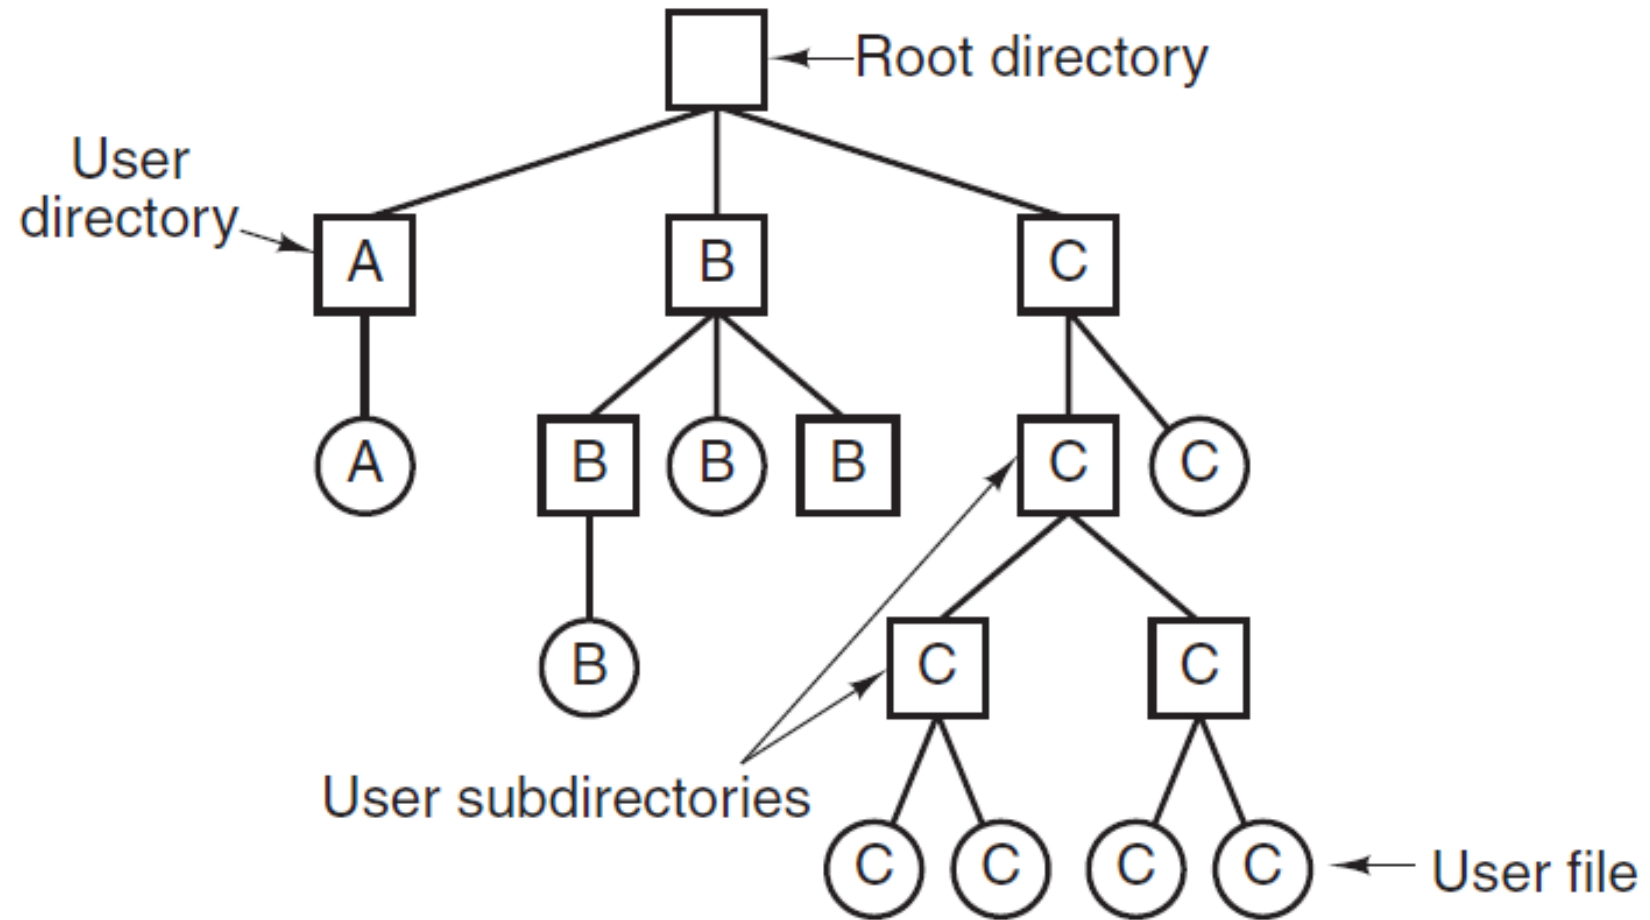 Root directory
User
directory
A
B
C
A
B
B
B
C
C
B
C
C
User subdirectories
C
C
C
C
User file